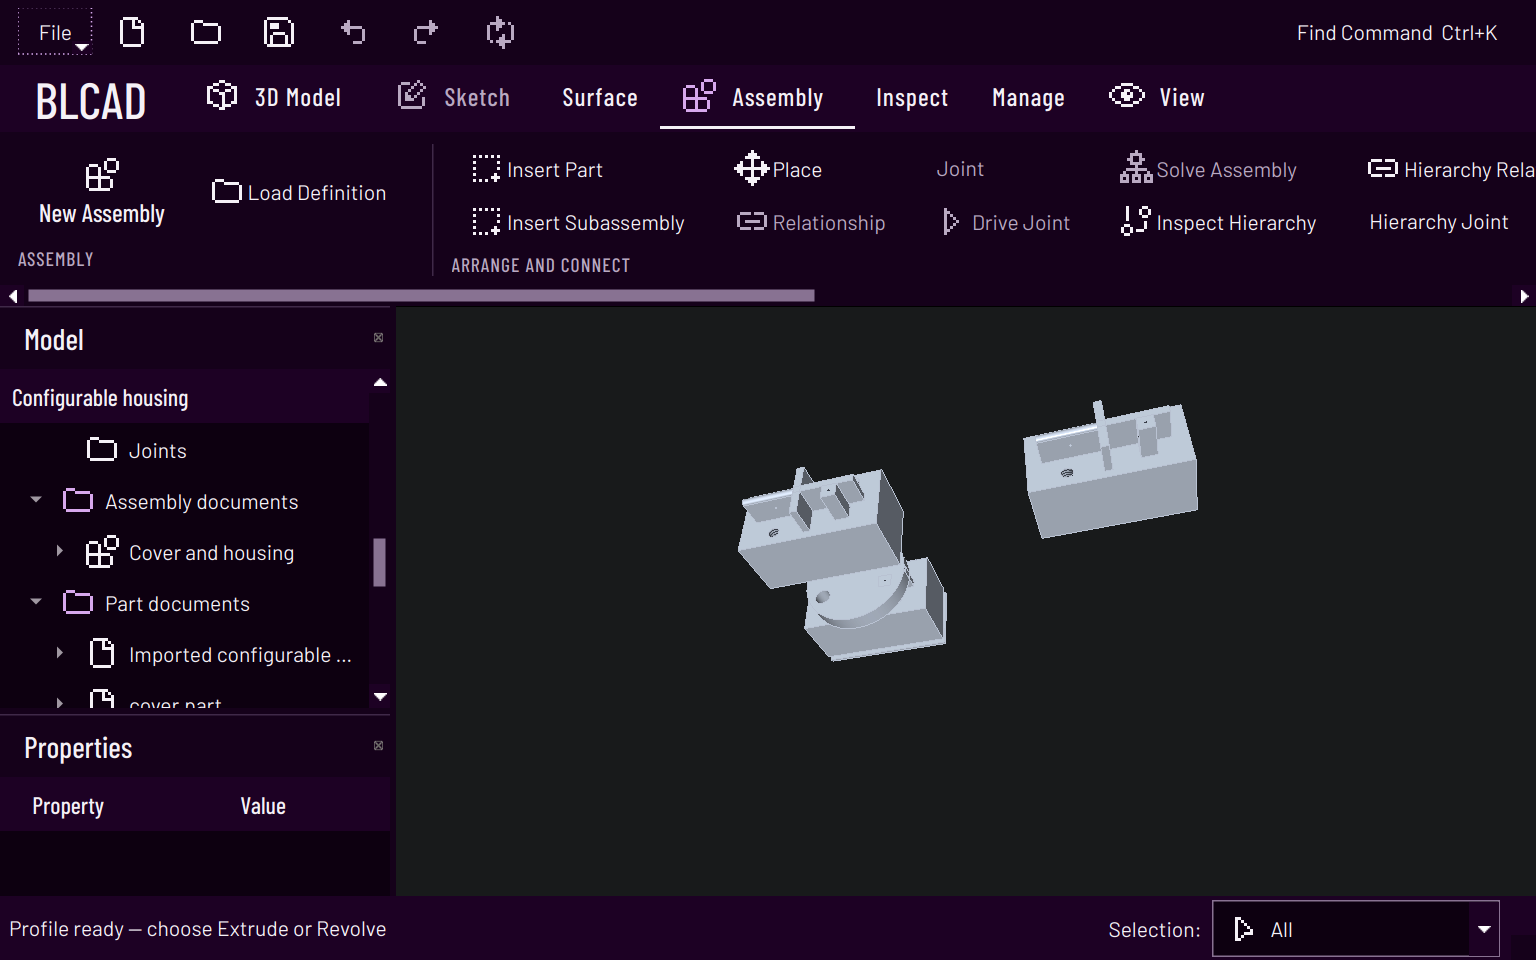 File
Find Command Ctrl+K
BLCAD
3D Model
Sketch
Surface
Assembly
Inspect
Manage
View
New Assembly
Load Definition
ASSEMBLY
Insert Part
Insert Subassembly
Place
Relationship
Joint
Drive Joint
Solve Assembly
Inspect Hierarchy
Hierarchy Rela
Hierarchy Joint
ARRANGE AND CONNECT
Model
Configurable housing
Joints
Assembly documents
Cover and housing
Part documents
Imported configurable ...
cover part
Properties
Property Value
Profile ready — choose Extrude or Revolve
Selection: All